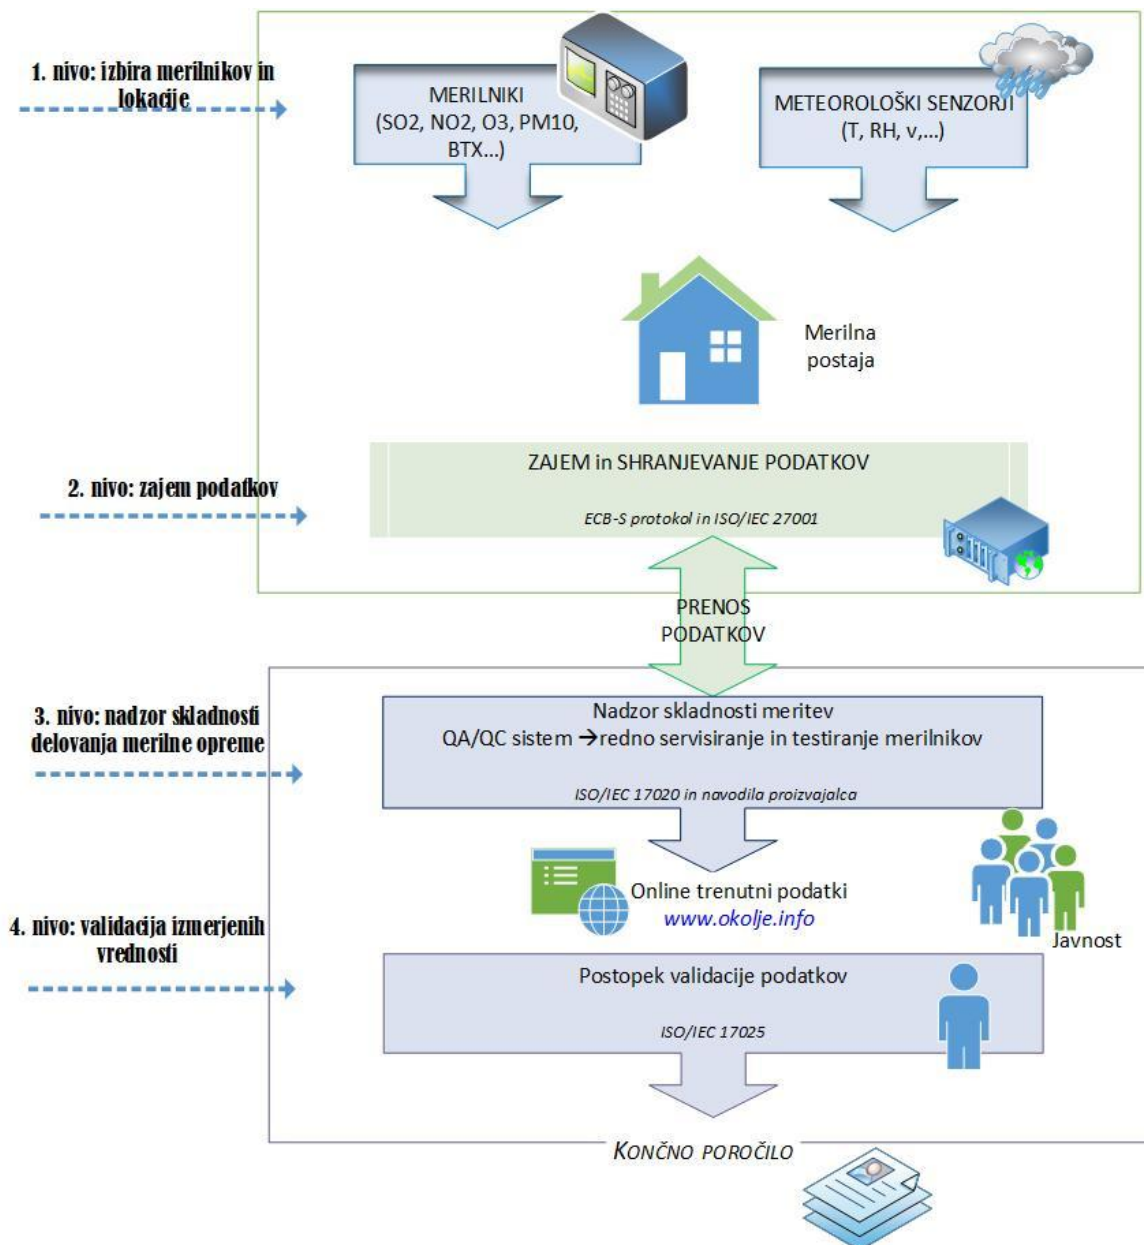 1. nivo: izbira merilnikov in
lokacije
MERILNIKI
(SO2, NO2, O3, PM10,
BTX...)
METEOROLOŠKI SENZORJI
(T, RH, v,...)
Merilna
postaja
2. nivo: zajem podatkov
ZAJEM in SHRANJEVANJE PODATKOV
ECB-S protokol in ISO/IEC 27001
PRENOS
PODATKOV
3. nivo: nadzor skladnosti
delovanja merilne opreme
Nadzor skladnosti meritev
QA/QC sistem → redno servisiranje in testiranje merilnikov
ISO/IEC 17020 in navodila proizvajalca
Online trenutni podatki
www.okolje.info
Javnost
4. nivo: validacija izmerjenih
vrednosti
Postopek validacije podatkov
ISO/IEC 17025
KONČNO POROČILO